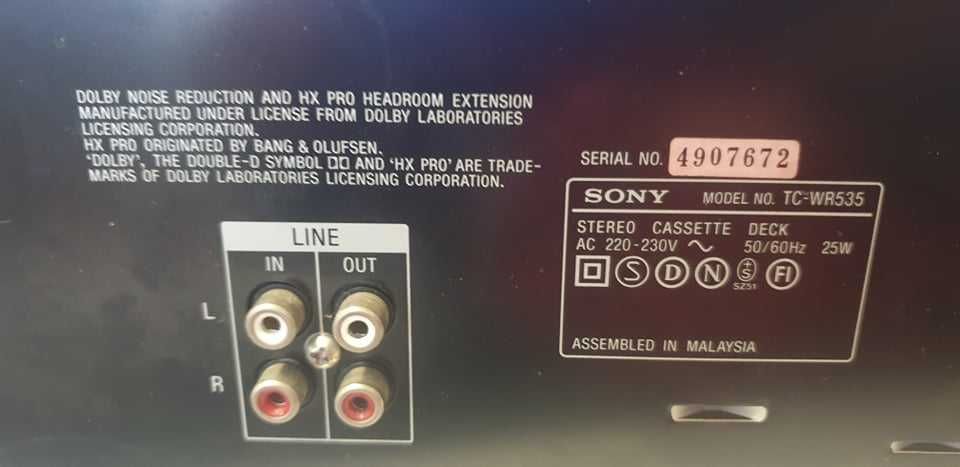 DOLBY NOISE REDUCTION AND HX PRO HEADROOM EXTENSION
MANUFACTURED UNDER LICENSE FROM DOLBY LABORATORIES
LICENSING CORPORATION.
HX PRO ORIGINATED BY BANG & OLUFSEN.
'DOLBY', THE DOUBLE-D SYMBOL AND 'HX PRO' ARE TRADE-
MARKS OF DOLBY LABORATORIES LICENSING CORPORATION.
LINE
IN OUT
L
R
SERIAL NO. 4907672
SONY MODEL NO. TC-WR535
STEREO CASSETTE DECK
AC 220-230V ~ 50/60Hz 25W
S D N +S FI
SZ51
ASSEMBLED IN MALAYSIA